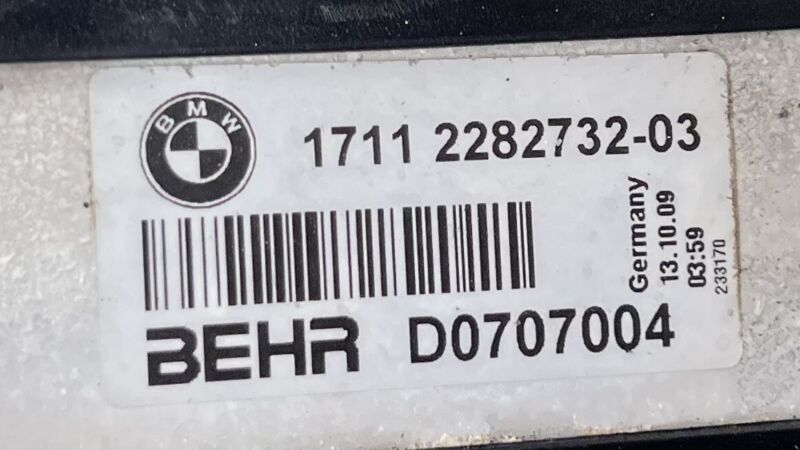 BMW
1711 2282732-03
Germany
13.10.09
03:59
233170
BEHR D0707004